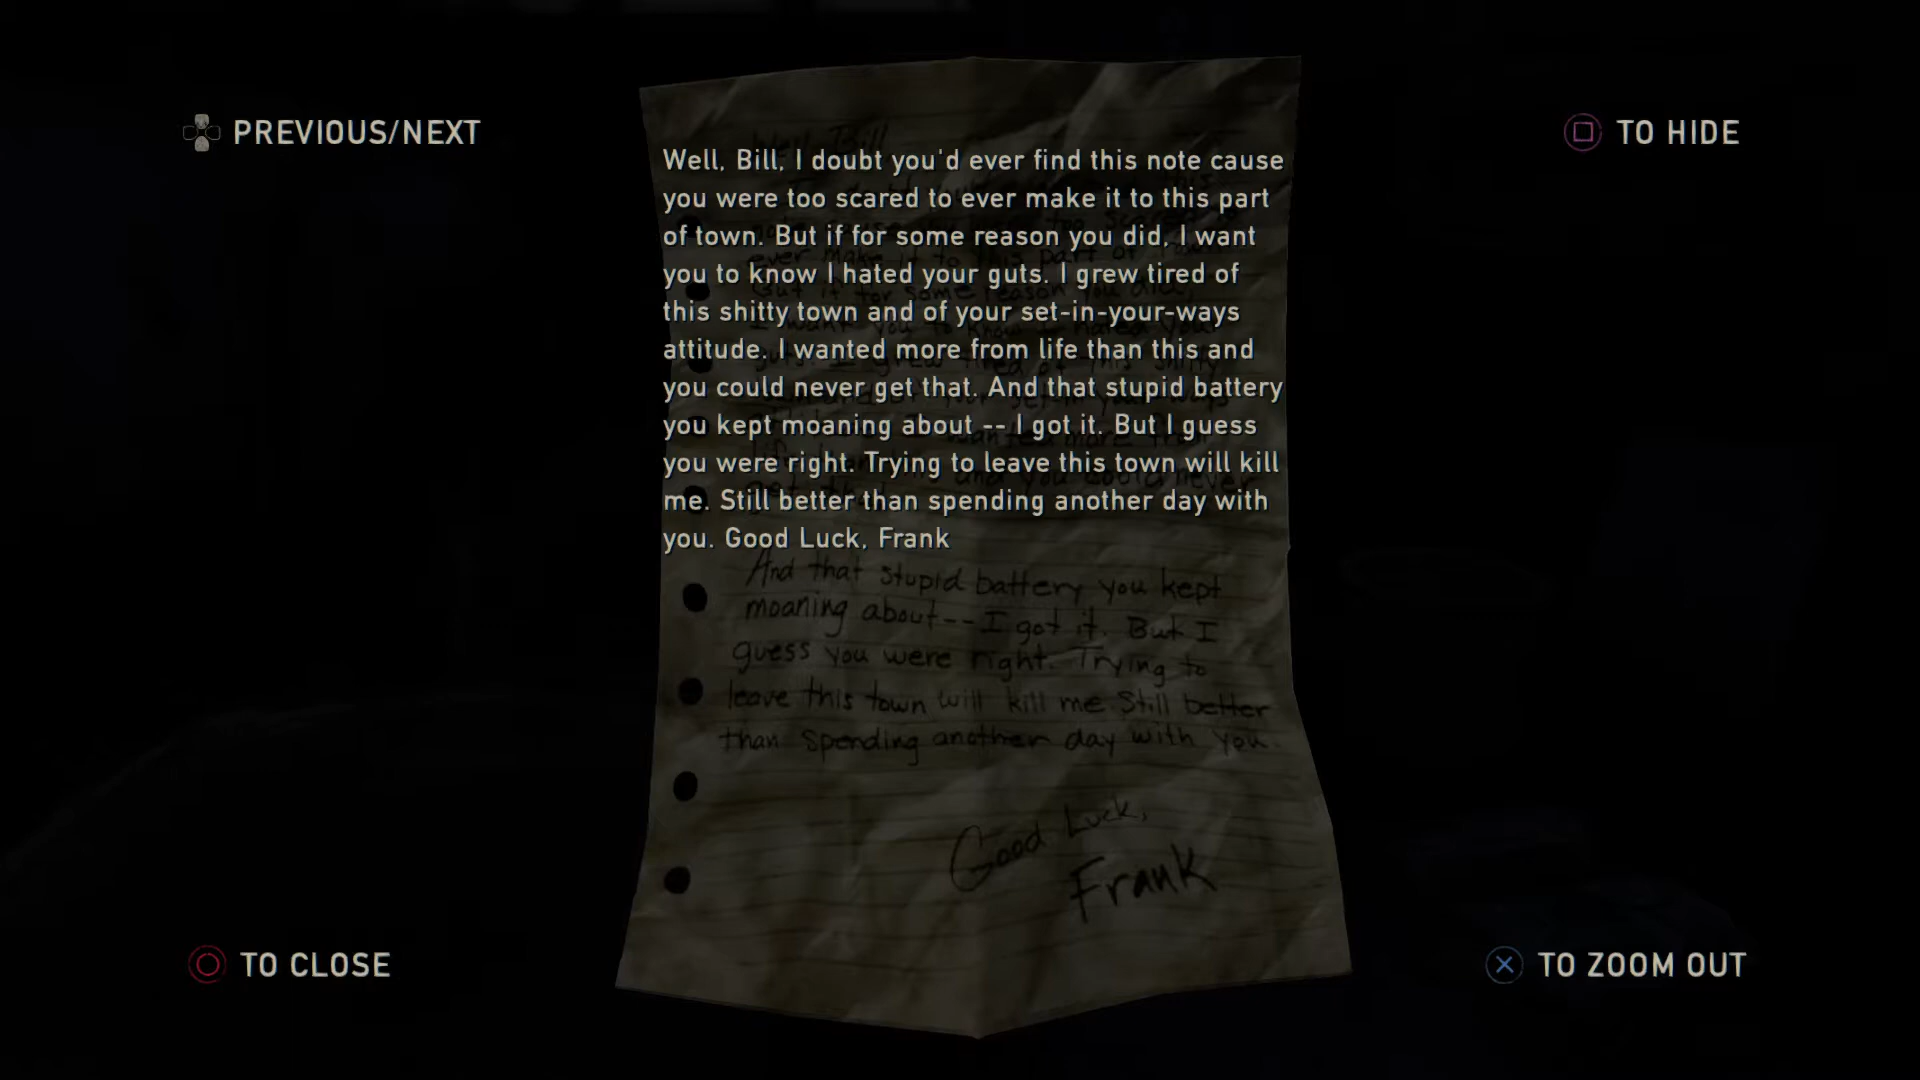 PREVIOUS/NEXT
TO HIDE
Well, Bill, I doubt you'd ever find this note cause
you were too scared to ever make it to this part
of town. But if for some reason you did, I want
you to know I hated your guts. I grew tired of
this shitty town and of your set-in-your-ways
attitude. I wanted more from life than this and
you could never get that. And that stupid battery
you kept moaning about -- I got it. But I guess
you were right. Trying to leave this town will kill
me. Still better than spending another day with
you. Good Luck, Frank
And that stupid battery you kept
moaning about--I got it. But I
guess you were right. Trying to
leave this town will kill me Still better
than spending another day with you.
Good Luck,
Frank
TO CLOSE
TO ZOOM OUT